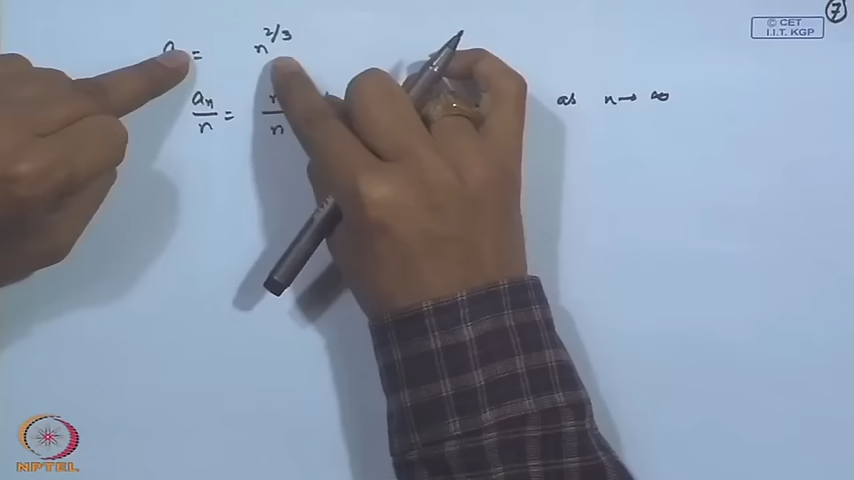 7
© CET
I.I.T. KGP
= n^{2/3}
a_n/n = /n as n → ∞
NPTEL